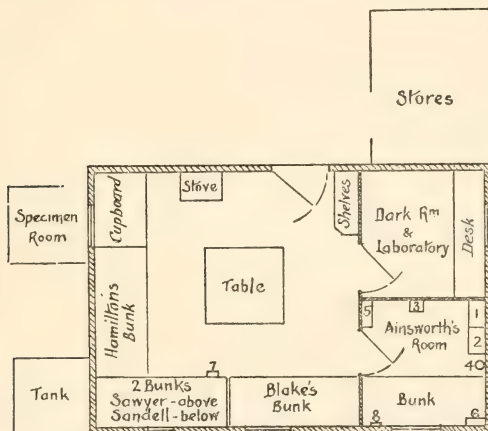 Stores
Stove
Cupboard
Shelves
Dark Rm
& Laboratory
Desk
Specimen
Room
Table
Hamilton's
Bunk
5
3
1
Ainsworth's
Room
2
40
7
Tank
2 Bunks
Sawyer - above
Sandell - below
Blake's
Bunk
Bunk
8
6